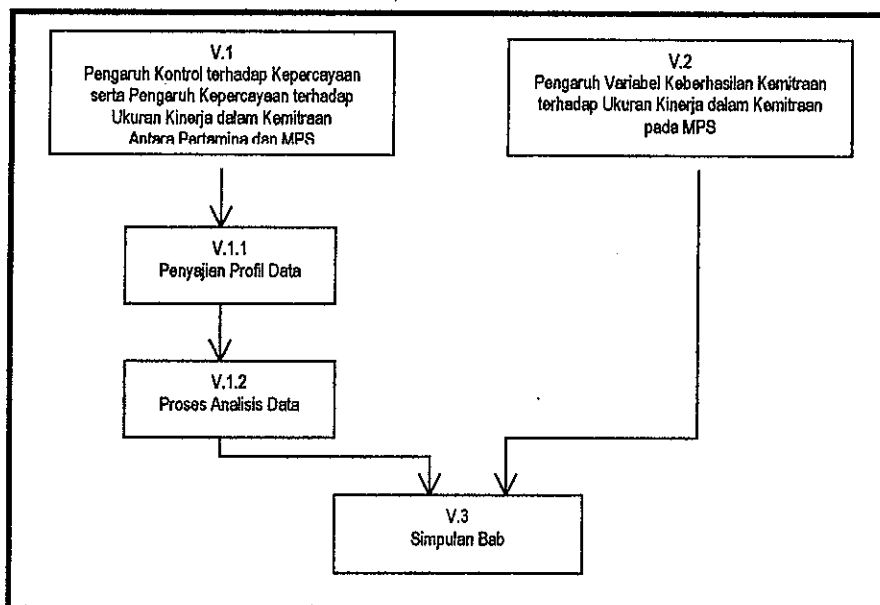 V.1
Pengaruh Kontrol terhadap Kepercayaan
serta Pengaruh Kepercayaan terhadap
Ukuran Kinerja dalam Kemitraan
Antara Pertamina dan MPS
V.2
Pengaruh Variabel Keberhasilan Kemitraan
terhadap Ukuran Kinerja dalam Kemitraan
pada MPS
V.1.1
Penyajian Profil Data
V.1.2
Proses Analisis Data
V.3
Simpulan Bab